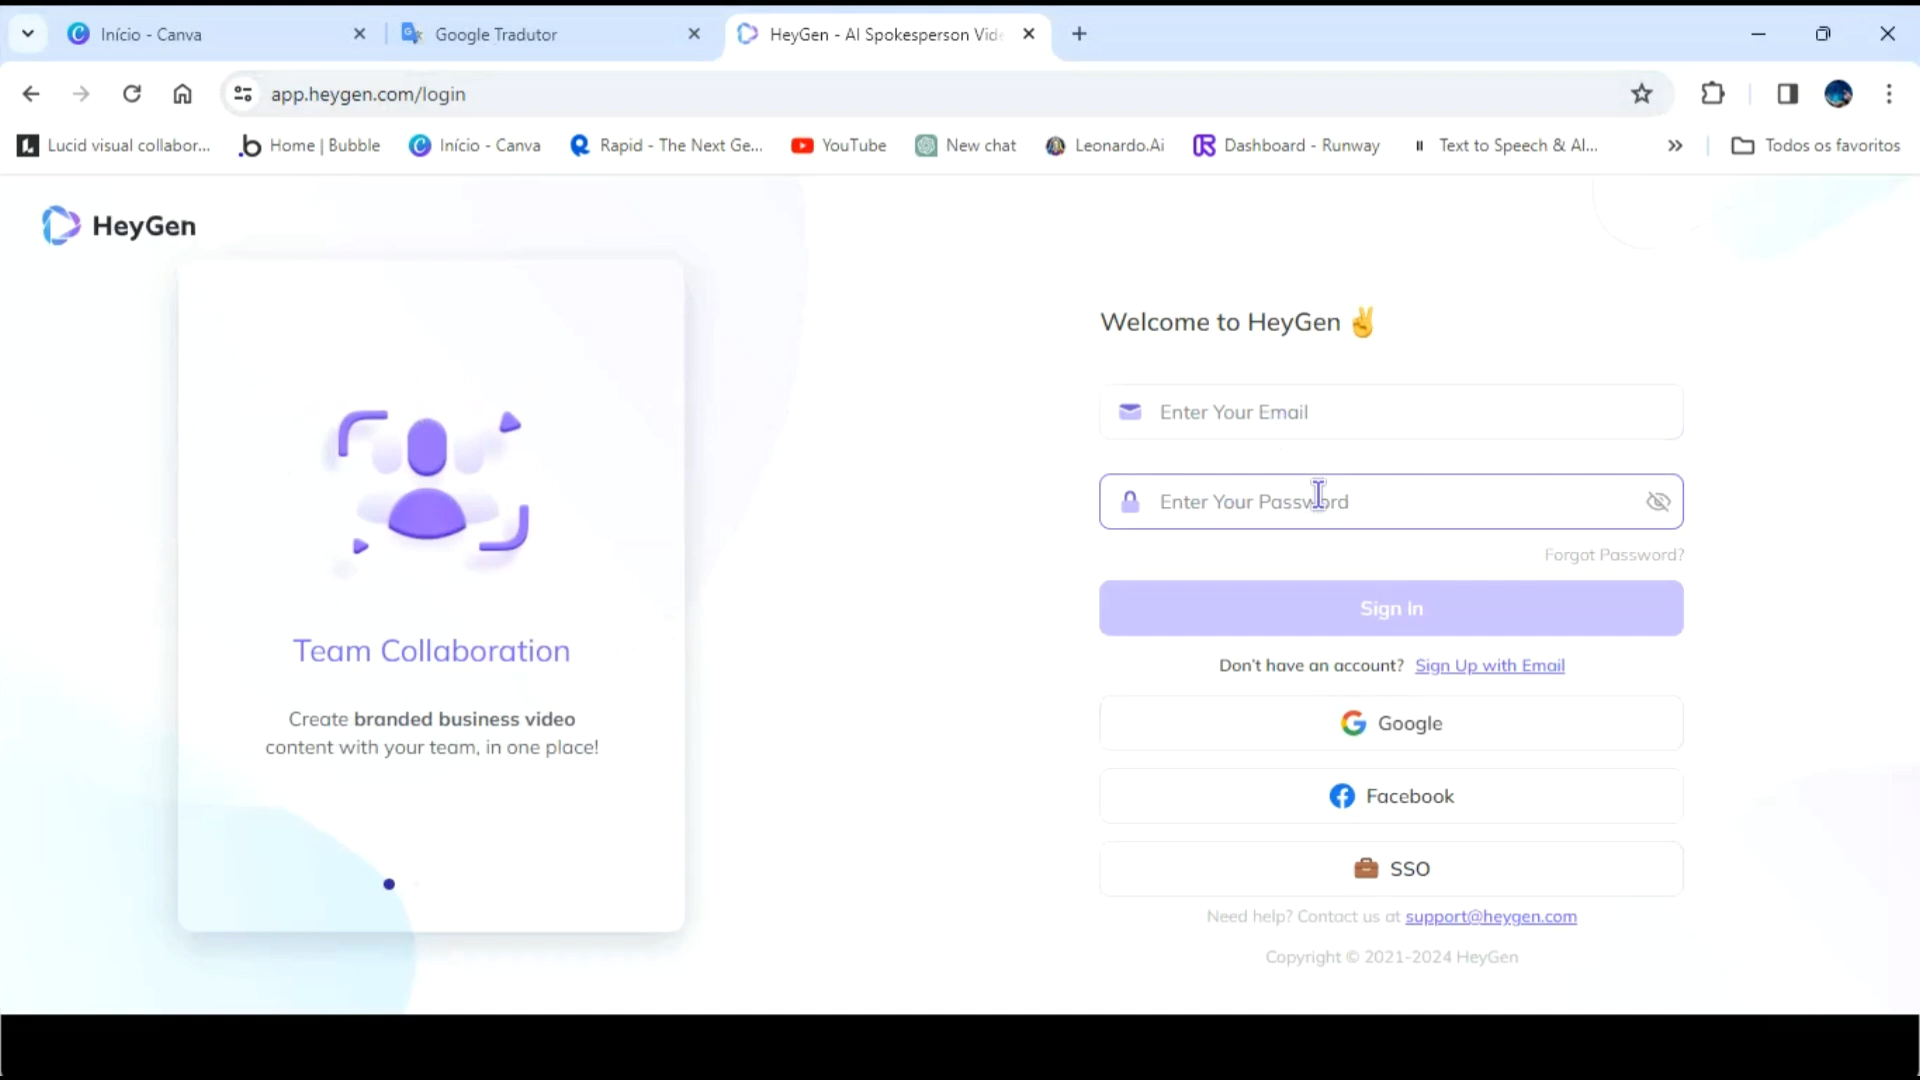 Início - Canva
Google Tradutor
HeyGen - AI Spokesperson Vide
app.heygen.com/login
Lucid visual collabor...
Home | Bubble
Início - Canva
Rapid - The Next Ge...
YouTube
New chat
Leonardo.Ai
Dashboard - Runway
Text to Speech & AI...
Todos os favoritos
HeyGen
Team Collaboration
Create branded business video
content with your team, in one place!
Welcome to HeyGen ✌
Enter Your Email
Enter Your Password
Forgot Password?
Sign In
Don't have an account? Sign Up with Email
Google
Facebook
SSO
Need help? Contact us at support@heygen.com
Copyright © 2021-2024 HeyGen